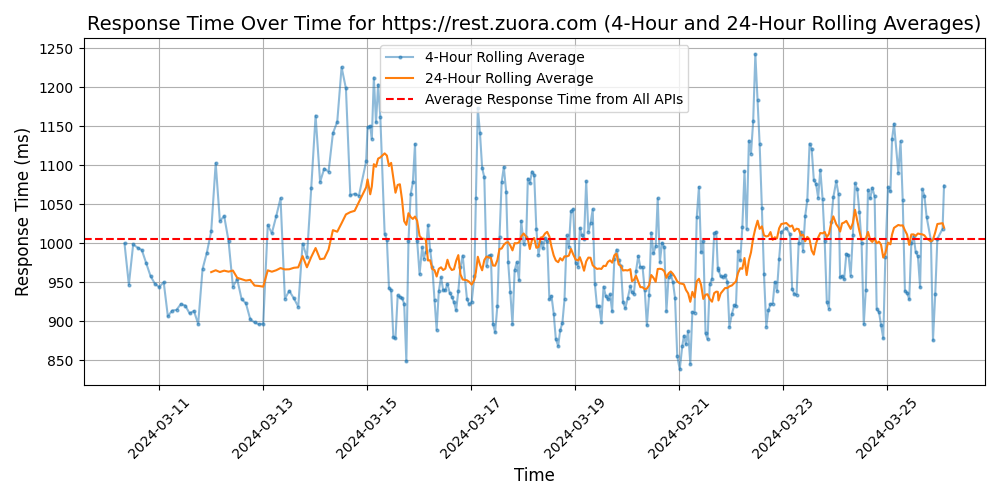 Response Time Over Time for https://rest.zuora.com (4-Hour and 24-Hour Rolling Averages)
1250
1200
1150
1100
1050
1000
950
900
850
Response Time (ms)
4-Hour Rolling Average
24-Hour Rolling Average
Average Response Time from All APIs
2024-03-11
2024-03-13
2024-03-15
2024-03-17
2024-03-19
2024-03-21
2024-03-23
2024-03-25
Time